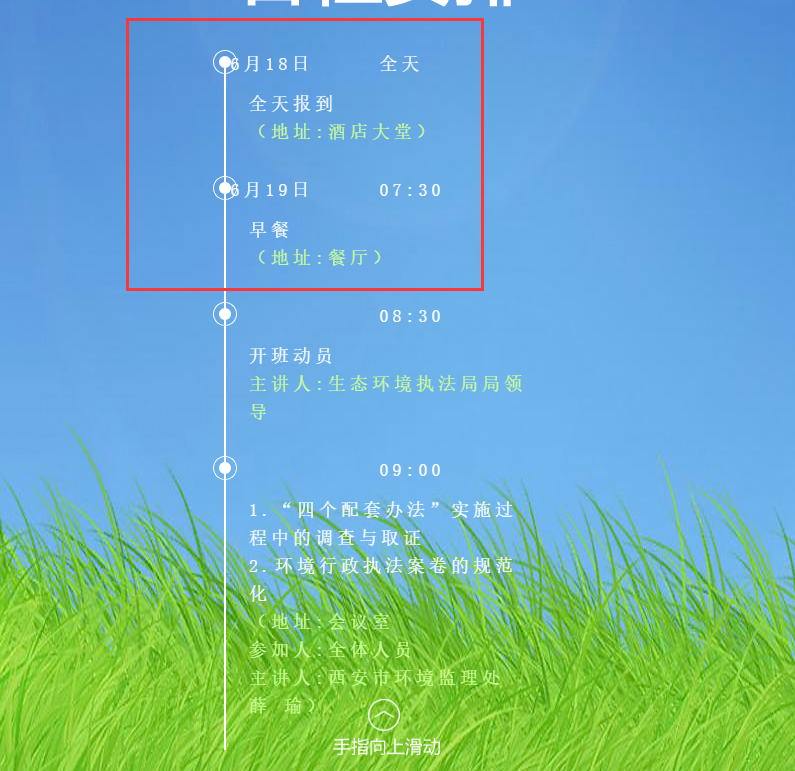 6月18日 全天
全天报到
（地址:酒店大堂）
6月19日 07:30
早餐
（地址:餐厅）
08:30
开班动员
主讲人:生态环境执法局局领
导
09:00
1.“四个配套办法”实施过
程中的调查与取证
2.环境行政执法案卷的规范
化
（地址:会议室
参加人:全体人员
主讲人:西安市环境监理处
薛 瑜）
手指向上滑动